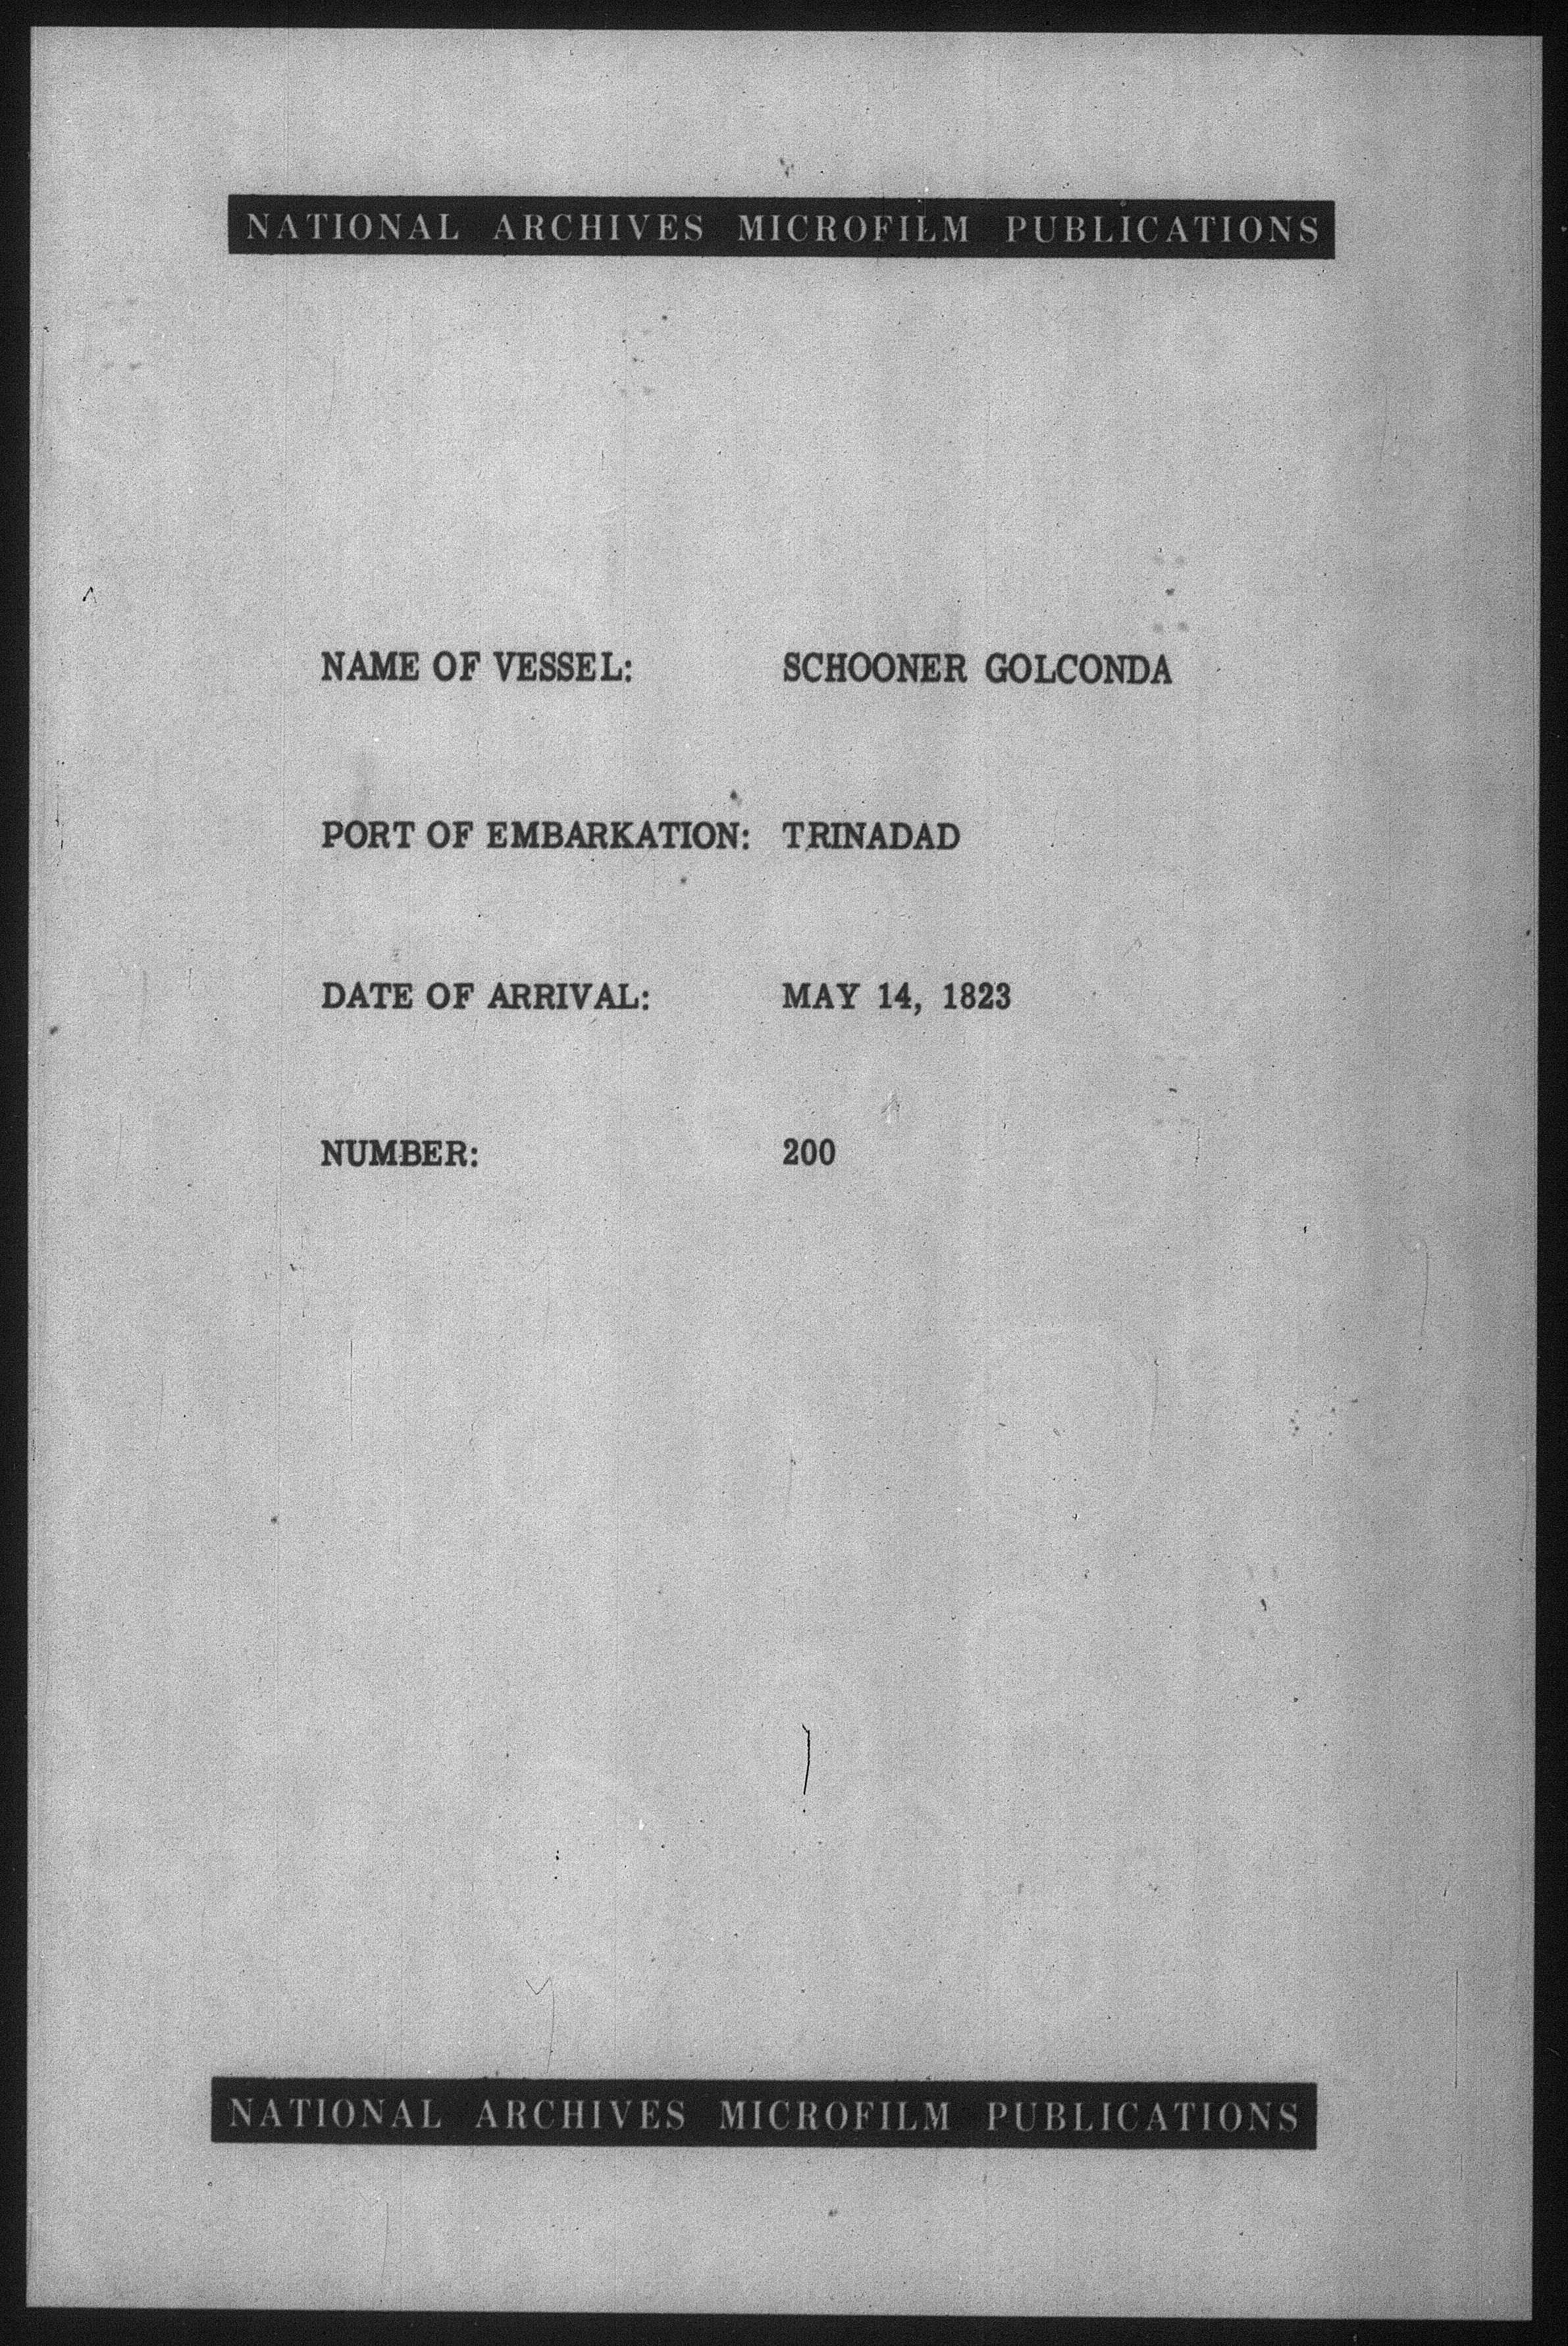 NATIONAL ARCHIVES MICROFILM PUBLICATIONS
NAME OF VESSEL: SCHOONER GOLCONDA
PORT OF EMBARKATION: TRINADAD
DATE OF ARRIVAL: MAY 14, 1823
NUMBER: 200
NATIONAL ARCHIVES MICROFILM PUBLICATIONS